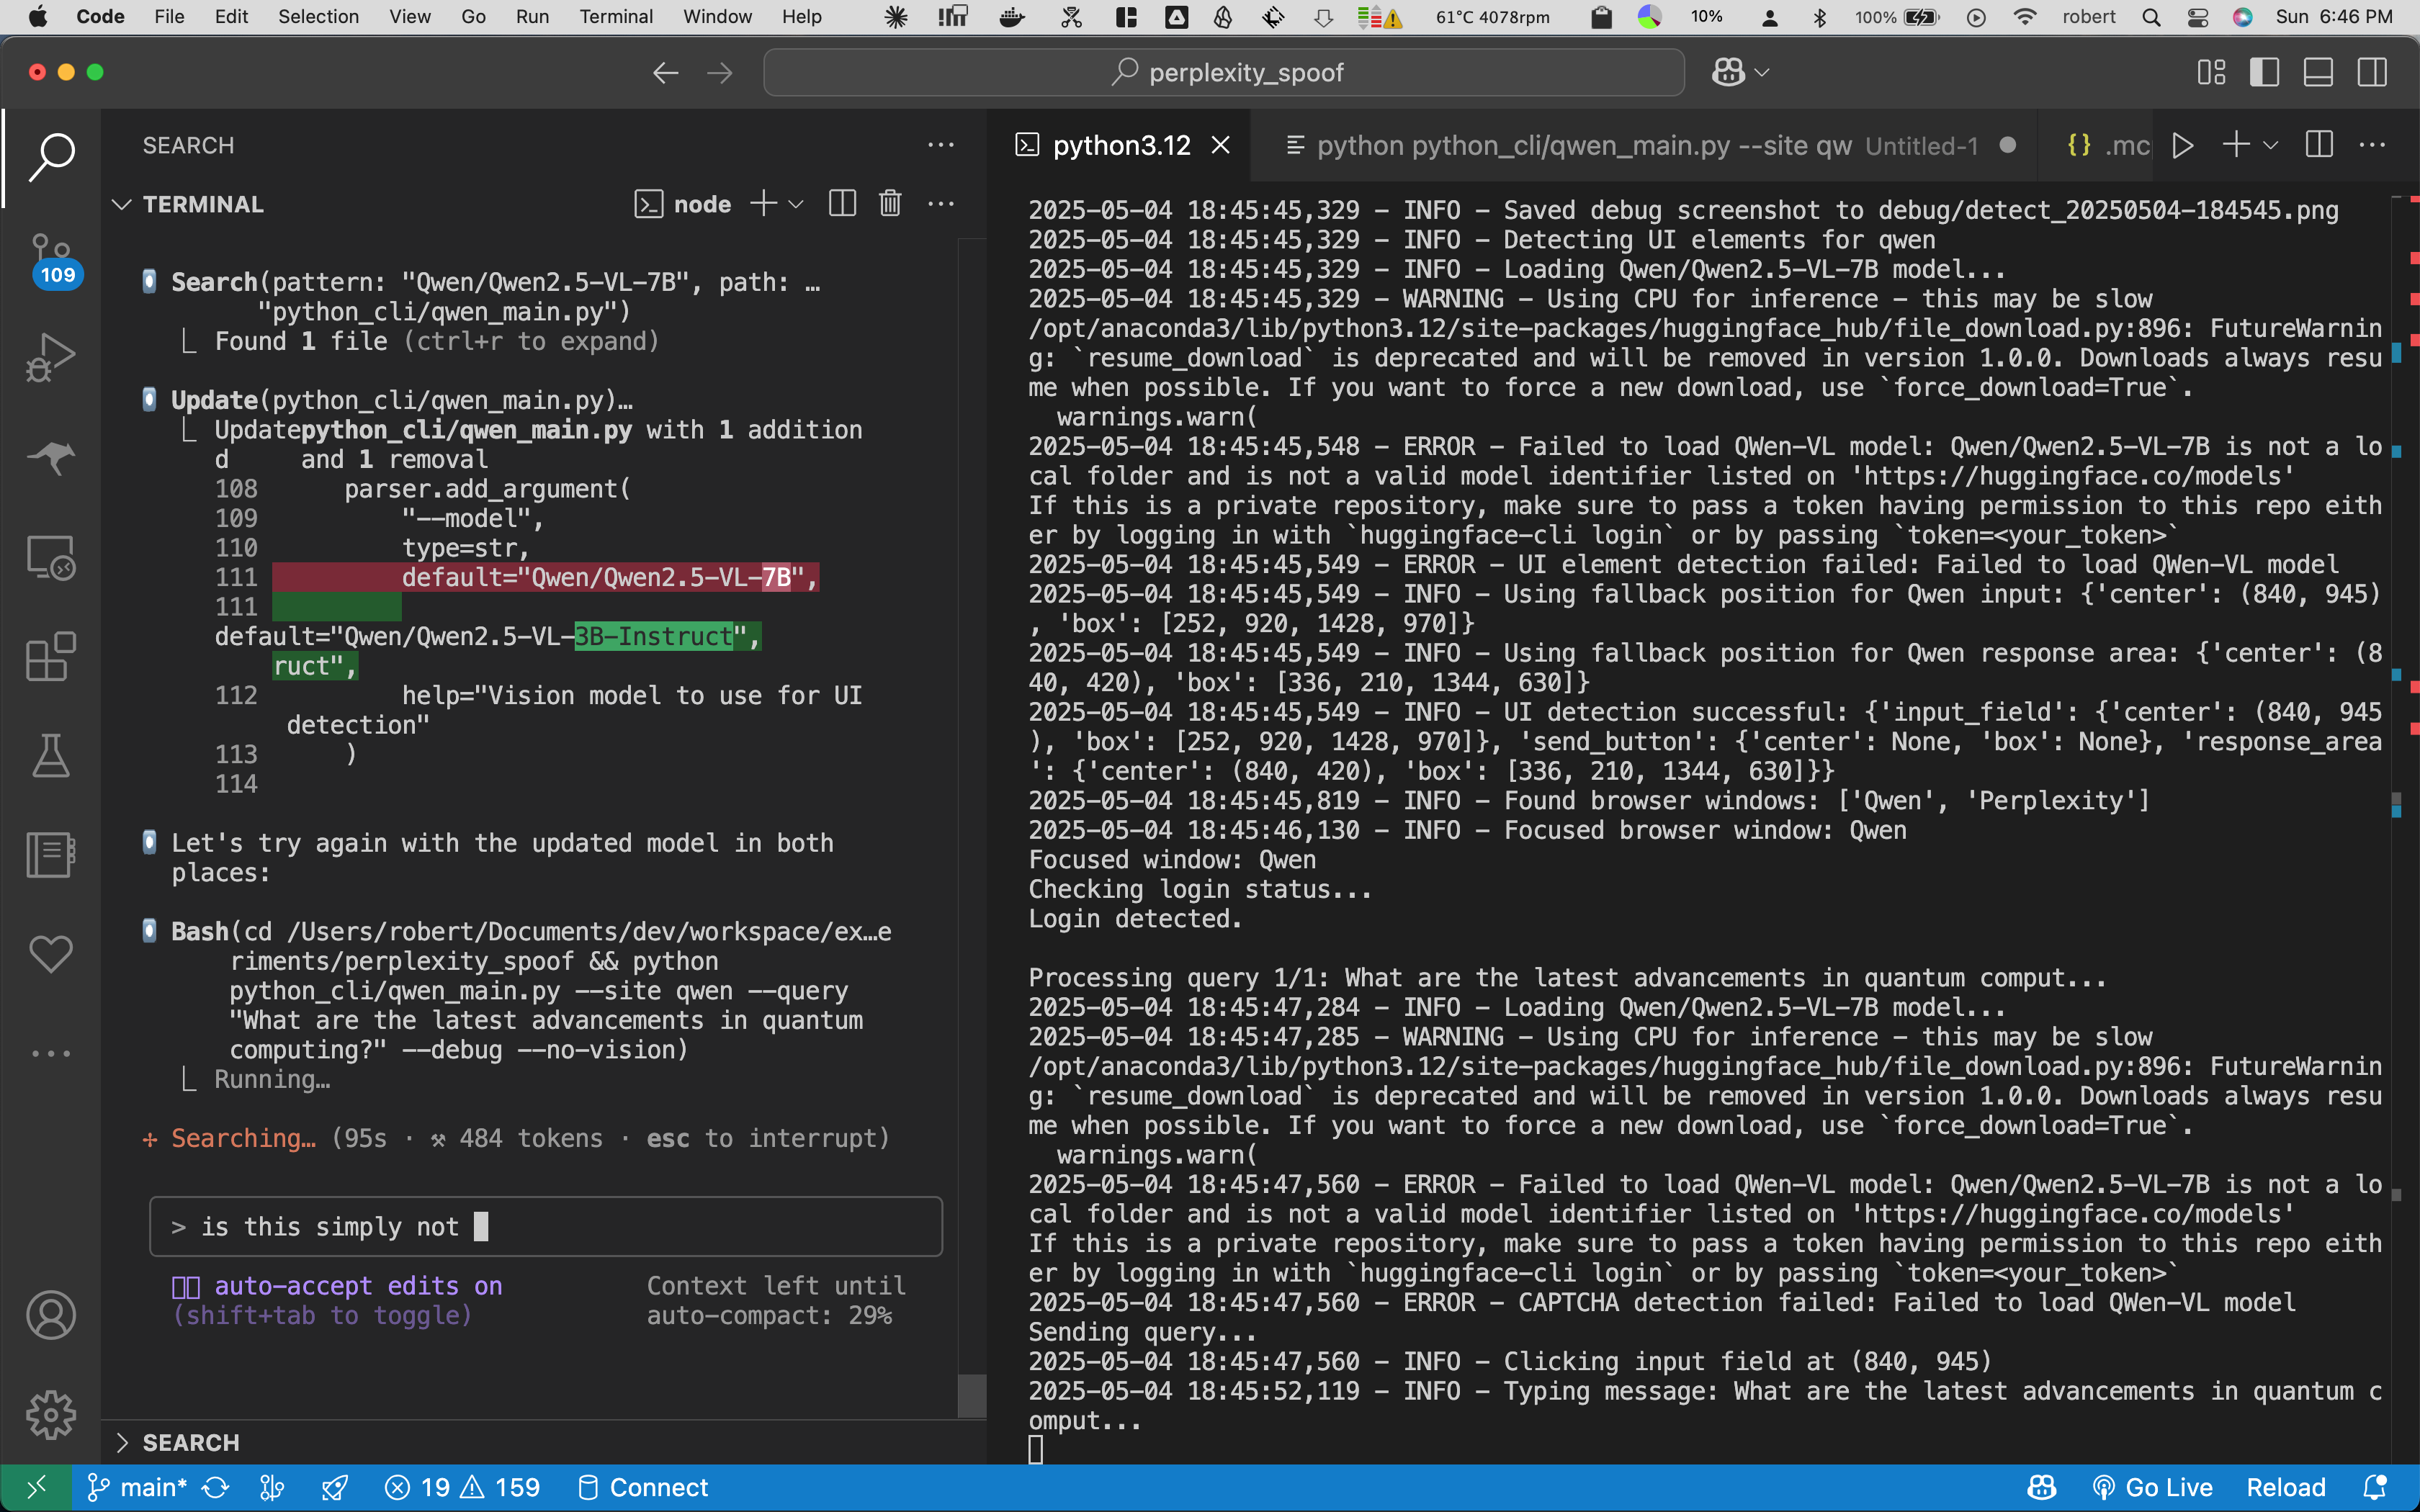 Code File Edit Selection View Go Run Terminal Window Help 61°C 4078rpm 10% 100% robert Sun 6:46 PM
perplexity_spoof
SEARCH
TERMINAL
node
109
Search(pattern: "Qwen/Qwen2.5-VL-7B", path: …
"python_cli/qwen_main.py")
Found 1 file (ctrl+r to expand)
Update(python_cli/qwen_main.py)…
Updatepython_cli/qwen_main.py with 1 addition
d and 1 removal
108 parser.add_argument(
109 "--model",
110 type=str,
111 default="Qwen/Qwen2.5-VL-7B",
111
default="Qwen/Qwen2.5-VL-3B-Instruct",
ruct",
112 help="Vision model to use for UI
detection"
113 )
114
Let's try again with the updated model in both
places:
Bash(cd /Users/robert/Documents/dev/workspace/ex…e
riments/perplexity_spoof && python
python_cli/qwen_main.py --site qwen --query
"What are the latest advancements in quantum
computing?" --debug --no-vision)
Running…
Searching… (95s · 484 tokens · esc to interrupt)
> is this simply not
auto-accept edits on
(shift+tab to toggle)
Context left until
auto-compact: 29%
SEARCH
python3.12
python python_cli/qwen_main.py --site qw Untitled-1
{} .mc
2025-05-04 18:45:45,329 - INFO - Saved debug screenshot to debug/detect_20250504-184545.png
2025-05-04 18:45:45,329 - INFO - Detecting UI elements for qwen
2025-05-04 18:45:45,329 - INFO - Loading Qwen/Qwen2.5-VL-7B model...
2025-05-04 18:45:45,329 - WARNING - Using CPU for inference - this may be slow
/opt/anaconda3/lib/python3.12/site-packages/huggingface_hub/file_download.py:896: FutureWarnin
g: `resume_download` is deprecated and will be removed in version 1.0.0. Downloads always resu
me when possible. If you want to force a new download, use `force_download=True`.
warnings.warn(
2025-05-04 18:45:45,548 - ERROR - Failed to load QWen-VL model: Qwen/Qwen2.5-VL-7B is not a lo
cal folder and is not a valid model identifier listed on 'https://huggingface.co/models'
If this is a private repository, make sure to pass a token having permission to this repo eith
er by logging in with `huggingface-cli login` or by passing `token=<your_token>`
2025-05-04 18:45:45,549 - ERROR - UI element detection failed: Failed to load QWen-VL model
2025-05-04 18:45:45,549 - INFO - Using fallback position for Qwen input: {'center': (840, 945)
, 'box': [252, 920, 1428, 970]}
2025-05-04 18:45:45,549 - INFO - Using fallback position for Qwen response area: {'center': (8
40, 420), 'box': [336, 210, 1344, 630]}
2025-05-04 18:45:45,549 - INFO - UI detection successful: {'input_field': {'center': (840, 945
), 'box': [252, 920, 1428, 970]}, 'send_button': {'center': None, 'box': None}, 'response_area
': {'center': (840, 420), 'box': [336, 210, 1344, 630]}}
2025-05-04 18:45:45,819 - INFO - Found browser windows: ['Qwen', 'Perplexity']
2025-05-04 18:45:46,130 - INFO - Focused browser window: Qwen
Focused window: Qwen
Checking login status...
Login detected.
Processing query 1/1: What are the latest advancements in quantum comput...
2025-05-04 18:45:47,284 - INFO - Loading Qwen/Qwen2.5-VL-7B model...
2025-05-04 18:45:47,285 - WARNING - Using CPU for inference - this may be slow
/opt/anaconda3/lib/python3.12/site-packages/huggingface_hub/file_download.py:896: FutureWarnin
g: `resume_download` is deprecated and will be removed in version 1.0.0. Downloads always resu
me when possible. If you want to force a new download, use `force_download=True`.
warnings.warn(
2025-05-04 18:45:47,560 - ERROR - Failed to load QWen-VL model: Qwen/Qwen2.5-VL-7B is not a lo
cal folder and is not a valid model identifier listed on 'https://huggingface.co/models'
If this is a private repository, make sure to pass a token having permission to this repo eith
er by logging in with `huggingface-cli login` or by passing `token=<your_token>`
2025-05-04 18:45:47,560 - ERROR - CAPTCHA detection failed: Failed to load QWen-VL model
Sending query...
2025-05-04 18:45:47,560 - INFO - Clicking input field at (840, 945)
2025-05-04 18:45:52,119 - INFO - Typing message: What are the latest advancements in quantum c
omput...
main* 19 159 Connect Go Live Reload